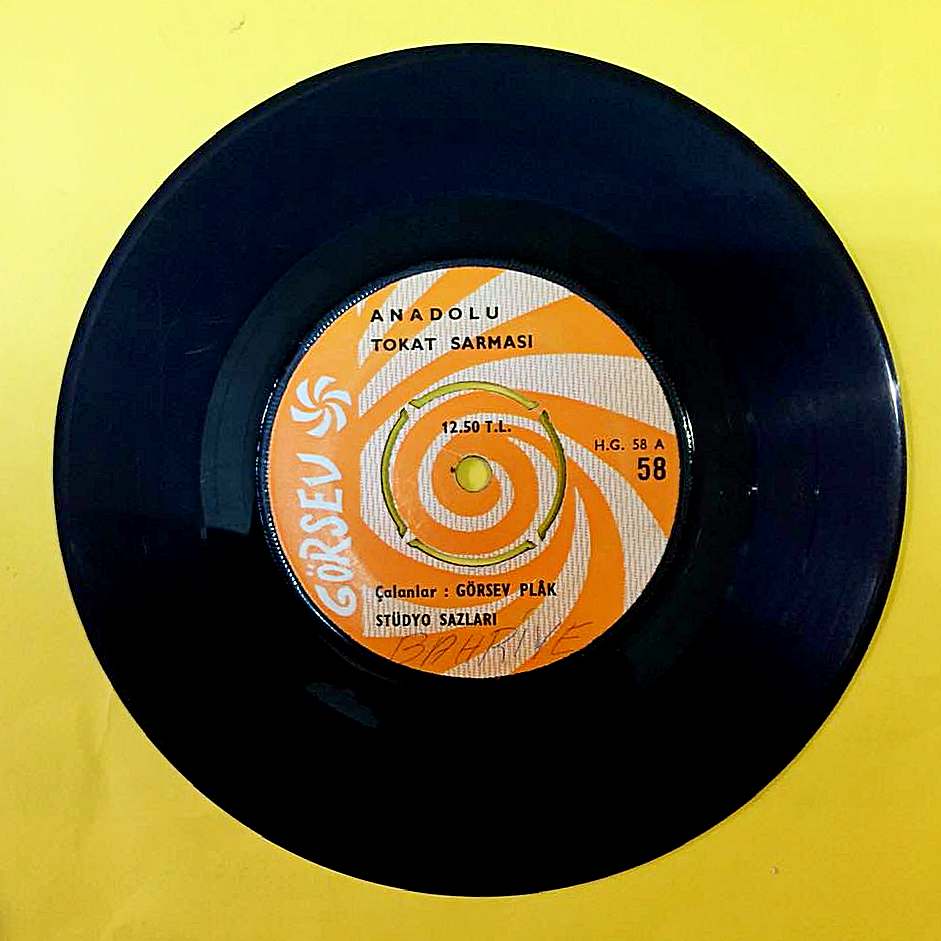 ANADOLU
TOKAT SARMASI
GÖRSEV
12.50 T.L.
H.G. 58 A
58
Çalanlar : GÖRSEV PLÂK
STÜDYO SAZLARI
BAHRİYE